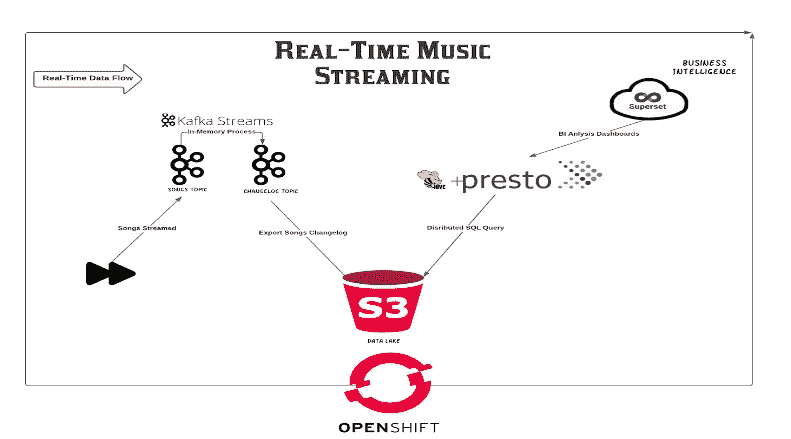 REAL-TIME MUSIC
STREAMING
Real-Time Data Flow
BUSINESS
INTELLIGENCE
Superset
Kafka Streams
In-Memory Process
BI Anlysis Dashboards
SONGS TOPIC
CHANGELOG TOPIC
HIVE
+presto
Songs Streamed
Export Songs Changelog
Disributed SQL Query
S3
DATA LAKE
OPENSHIFT